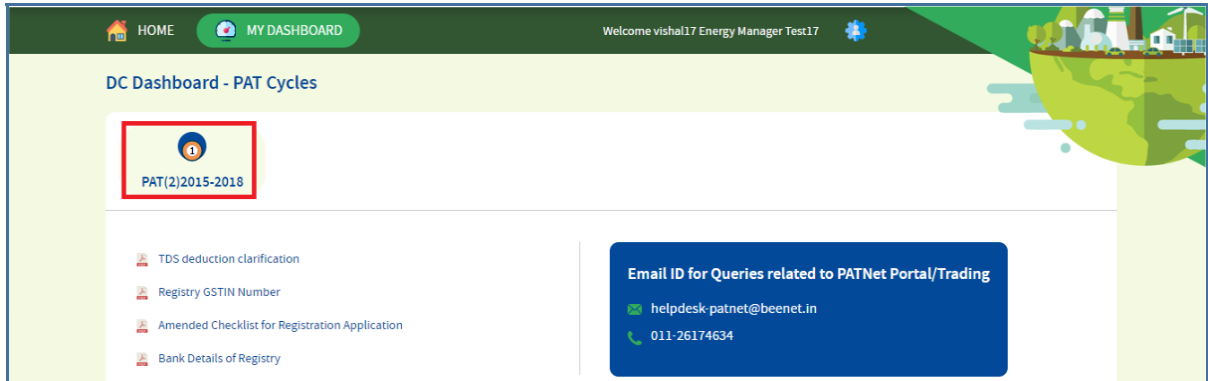 HOME
MY DASHBOARD
Welcome vishal17 Energy Manager Test17
DC Dashboard - PAT Cycles
1
PAT(2)2015-2018
TDS deduction clarification
Registry GSTIN Number
Amended Checklist for Registration Application
Bank Details of Registry
Email ID for Queries related to PATNet Portal/Trading
helpdesk-patnet@beenet.in
011-26174634